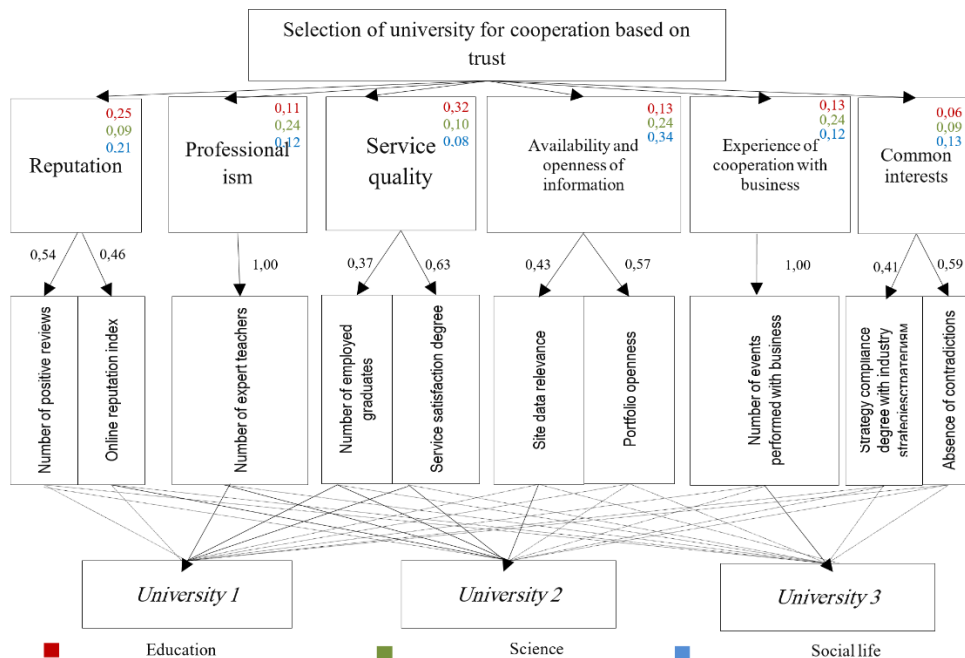 Selection of university for cooperation based on
trust
0,25
0,09
0,21
Reputation
0,11
0,24
0,12
Professional
ism
0,32
0,10
0,08
Service
quality
0,13
0,24
0,34
Availability and
openness of
information
0,13
0,24
0,12
Experience of
cooperation with
business
0,06
0,09
0,13
Common
interests
0,54
0,46
1,00
0,37
0,63
0,43
0,57
1,00
0,41
0,59
Number of positive reviews
Online reputation index
Number of expert teachers
Number of employed
graduates
Service satisfaction degree
Site data relevance
Portfolio openness
Number of events
performed with business
Strategy compliance
degree with industry
strategiesстратегиям
Absence of contradictions
University 1
University 2
University 3
Education
Science
Social life